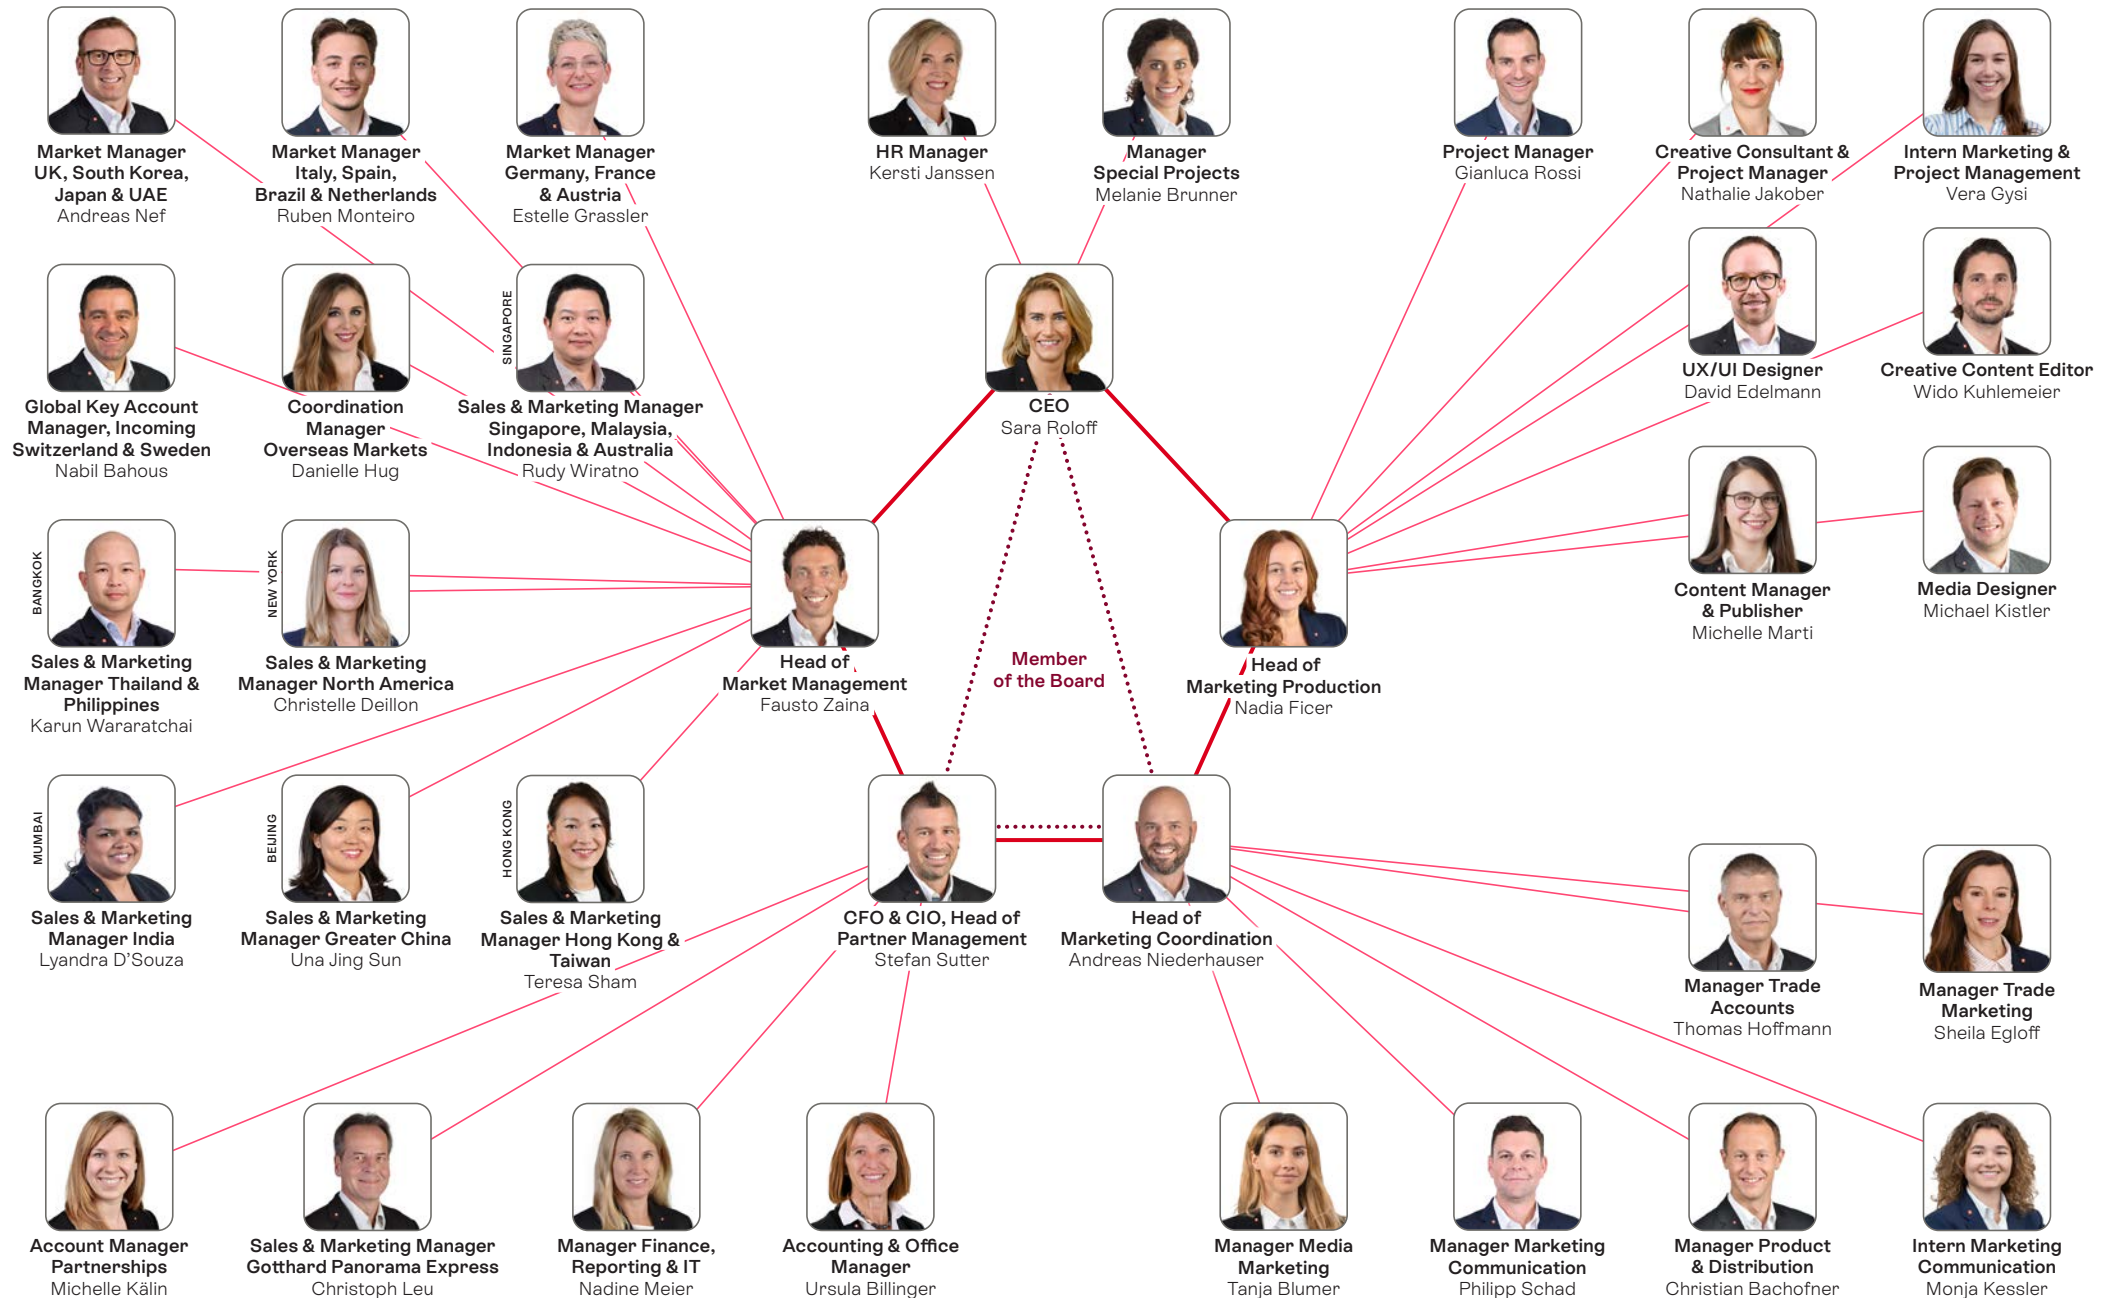 Market Manager
UK, South Korea,
Japan & UAE
Andreas Nef
Market Manager
Italy, Spain,
Brazil & Netherlands
Ruben Monteiro
Market Manager
Germany, France
& Austria
Estelle Grassler
HR Manager
Kersti Janssen
Manager
Special Projects
Melanie Brunner
Project Manager
Gianluca Rossi
Creative Consultant &
Project Manager
Nathalie Jakober
Intern Marketing &
Project Management
Vera Gysi
Global Key Account
Manager, Incoming
Switzerland & Sweden
Nabil Bahous
Coordination
Manager
Overseas Markets
Danielle Hug
SINGAPORE
Sales & Marketing Manager
Singapore, Malaysia,
Indonesia & Australia
Rudy Wiratno
CEO
Sara Roloff
UX/UI Designer
David Edelmann
Creative Content Editor
Wido Kuhlemeier
BANGKOK
Sales & Marketing
Manager Thailand &
Philippines
Karun Wararatchai
NEW YORK
Sales & Marketing
Manager North America
Christelle Deillon
Head of
Market Management
Fausto Zaina
Member
of the Board
Head of
Marketing Production
Nadia Ficer
Content Manager
& Publisher
Michelle Marti
Media Designer
Michael Kistler
MUMBAI
Sales & Marketing
Manager India
Lyandra D'Souza
BEIJING
Sales & Marketing
Manager Greater China
Una Jing Sun
HONG KONG
Sales & Marketing
Manager Hong Kong &
Taiwan
Teresa Sham
CFO & CIO, Head of
Partner Management
Stefan Sutter
Head of
Marketing Coordination
Andreas Niederhauser
Manager Trade
Accounts
Thomas Hoffmann
Manager Trade
Marketing
Sheila Egloff
Account Manager
Partnerships
Michelle Kälin
Sales & Marketing Manager
Gotthard Panorama Express
Christoph Leu
Manager Finance,
Reporting & IT
Nadine Meier
Accounting & Office
Manager
Ursula Billinger
Manager Media
Marketing
Tanja Blumer
Manager Marketing
Communication
Philipp Schad
Manager Product
& Distribution
Christian Bachofner
Intern Marketing
Communication
Monja Kessler